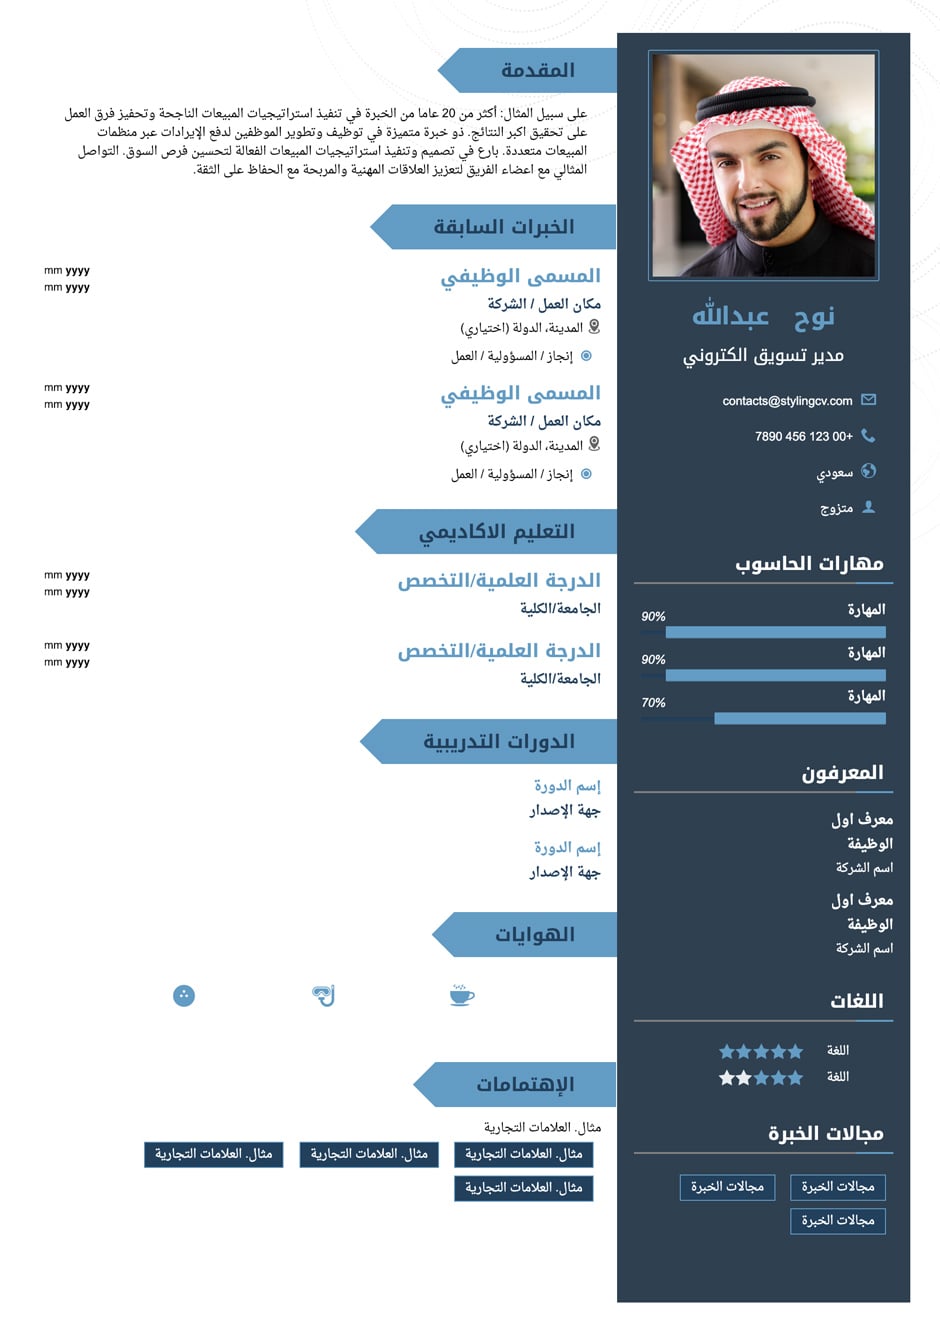 نوح عبدالله
مدير تسويق الكتروني
contacts@stylingcv.com
+00 123 456 7890
سعودي
متزوج
مهارات الحاسوب
المهارة
90%
المهارة
90%
المهارة
70%
المعرفون
معرف اول
الوظيفة
اسم الشركة
معرف اول
الوظيفة
اسم الشركة
اللغات
اللغة
اللغة
مجالات الخبرة
مجالات الخبرة مجالات الخبرة
مجالات الخبرة
المقدمة
على سبيل المثال: أكثر من 20 عاما من الخبرة في تنفيذ استراتيجيات المبيعات الناجحة وتحفيز فرق العمل
على تحقيق اكبر النتائج. ذو خبرة متميزة في توظيف وتطوير الموظفين لدفع الإيرادات عبر منظمات
المبيعات متعددة. بارع في تصميم وتنفيذ استراتيجيات المبيعات الفعالة لتحسين فرص السوق. التواصل
المثالي مع اعضاء الفريق لتعزيز العلاقات المهنية والمربحة مع الحفاظ على الثقة.
الخبرات السابقة
المسمى الوظيفي
mm yyyy
mm yyyy
مكان العمل / الشركة
المدينة، الدولة (اختياري)
إنجاز / المسؤولية / العمل
المسمى الوظيفي
mm yyyy
mm yyyy
مكان العمل / الشركة
المدينة، الدولة (اختياري)
إنجاز / المسؤولية / العمل
التعليم الاكاديمي
الدرجة العلمية/التخصص
mm yyyy
mm yyyy
الجامعة/الكلية
الدرجة العلمية/التخصص
mm yyyy
mm yyyy
الجامعة/الكلية
الدورات التدريبية
إسم الدورة
جهة الإصدار
إسم الدورة
جهة الإصدار
الهوايات
الإهتمامات
مثال. العلامات التجارية
مثال. العلامات التجارية مثال. العلامات التجارية مثال. العلامات التجارية
مثال. العلامات التجارية